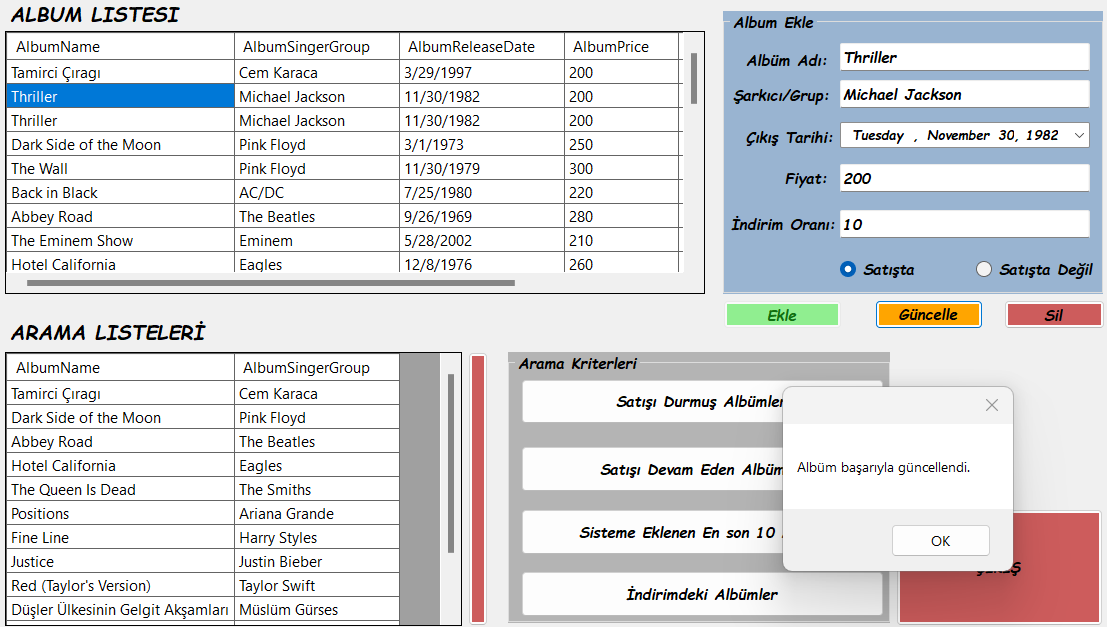 ALBUM LISTESI
AlbumName AlbumSingerGroup AlbumReleaseDate AlbumPrice
Tamirci Çıragı Cem Karaca 3/29/1997 200
Thriller Michael Jackson 11/30/1982 200
Thriller Michael Jackson 11/30/1982 200
Dark Side of the Moon Pink Floyd 3/1/1973 250
The Wall Pink Floyd 11/30/1979 300
Back in Black AC/DC 7/25/1980 220
Abbey Road The Beatles 9/26/1969 280
The Eminem Show Eminem 5/28/2002 210
Hotel California Eagles 12/8/1976 260
Album Ekle
Albüm Adı: Thriller
Şarkıcı/Grup: Michael Jackson
Çıkış Tarihi: Tuesday , November 30, 1982
Fiyat: 200
İndirim Oranı: 10
Satışta Satışta Değil
Ekle Güncelle Sil
ARAMA LISTELERİ
AlbumName AlbumSingerGroup
Tamirci Çıragı Cem Karaca
Dark Side of the Moon Pink Floyd
Abbey Road The Beatles
Hotel California Eagles
The Queen Is Dead The Smiths
Positions Ariana Grande
Fine Line Harry Styles
Justice Justin Bieber
Red (Taylor's Version) Taylor Swift
Düşler Ülkesinin Gelgit Akşamları Müslüm Gürses
Arama Kriterleri
Satışı Durmuş Albümler
Satışı Devam Eden Albüm
Sisteme Eklenen En son 10
İndirimdeki Albümler
Albüm başarıyla güncellendi.
OK